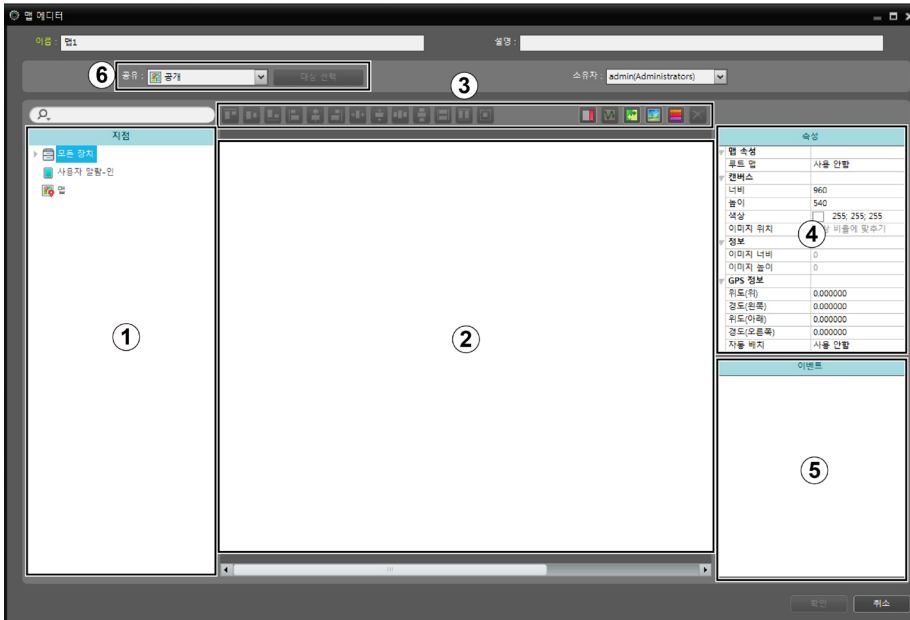 맵 에디터
이름 : 맵1
설명 :
⑥
공유 : 공개
대상 선택
③
소유자 : admin(Administrators)
지점
모든 장치
사용자 알람-인
맵
①
②
속성
맵 속성
루트 맵 사용 안함
캔버스
너비 960
높이 540
색상 255; 255; 255
이미지 위치 비율에 맞추기
④
정보
이미지 너비 0
이미지 높이 0
GPS 정보
위도(위) 0.000000
경도(왼쪽) 0.000000
위도(아래) 0.000000
경도(오른쪽) 0.000000
자동 배치 사용 안함
이벤트
⑤
확인
취소